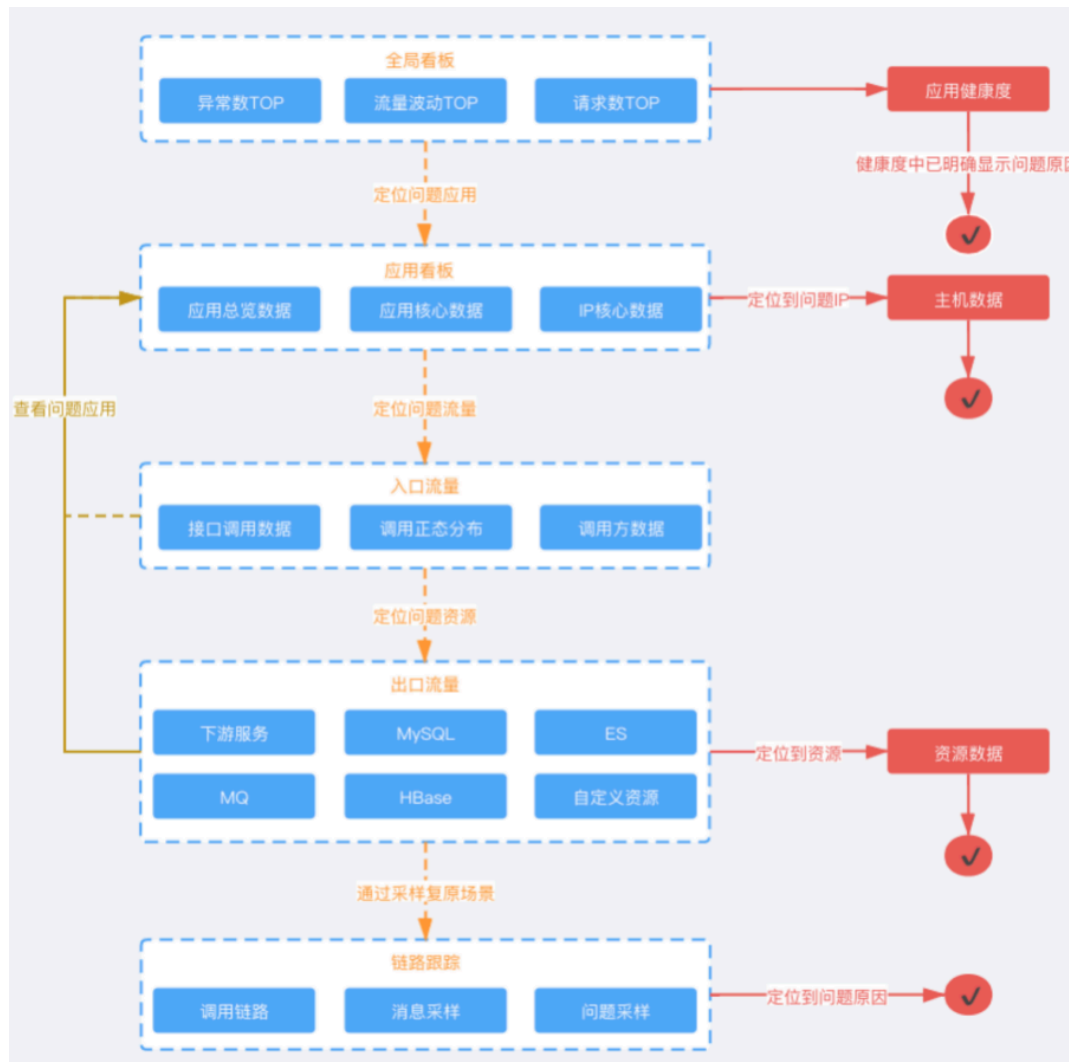 全局看板
异常数TOP
流量波动TOP
请求数TOP
应用健康度
健康度中已明确显示问题原因
定位问题应用
应用看板
应用总览数据
应用核心数据
IP核心数据
定位到问题IP
主机数据
查看问题应用
定位问题流量
入口流量
接口调用数据
调用正态分布
调用方数据
定位问题资源
出口流量
下游服务
MySQL
ES
MQ
HBase
自定义资源
定位到资源
资源数据
通过采样复原场景
链路跟踪
调用链路
消息采样
问题采样
定位到问题原因